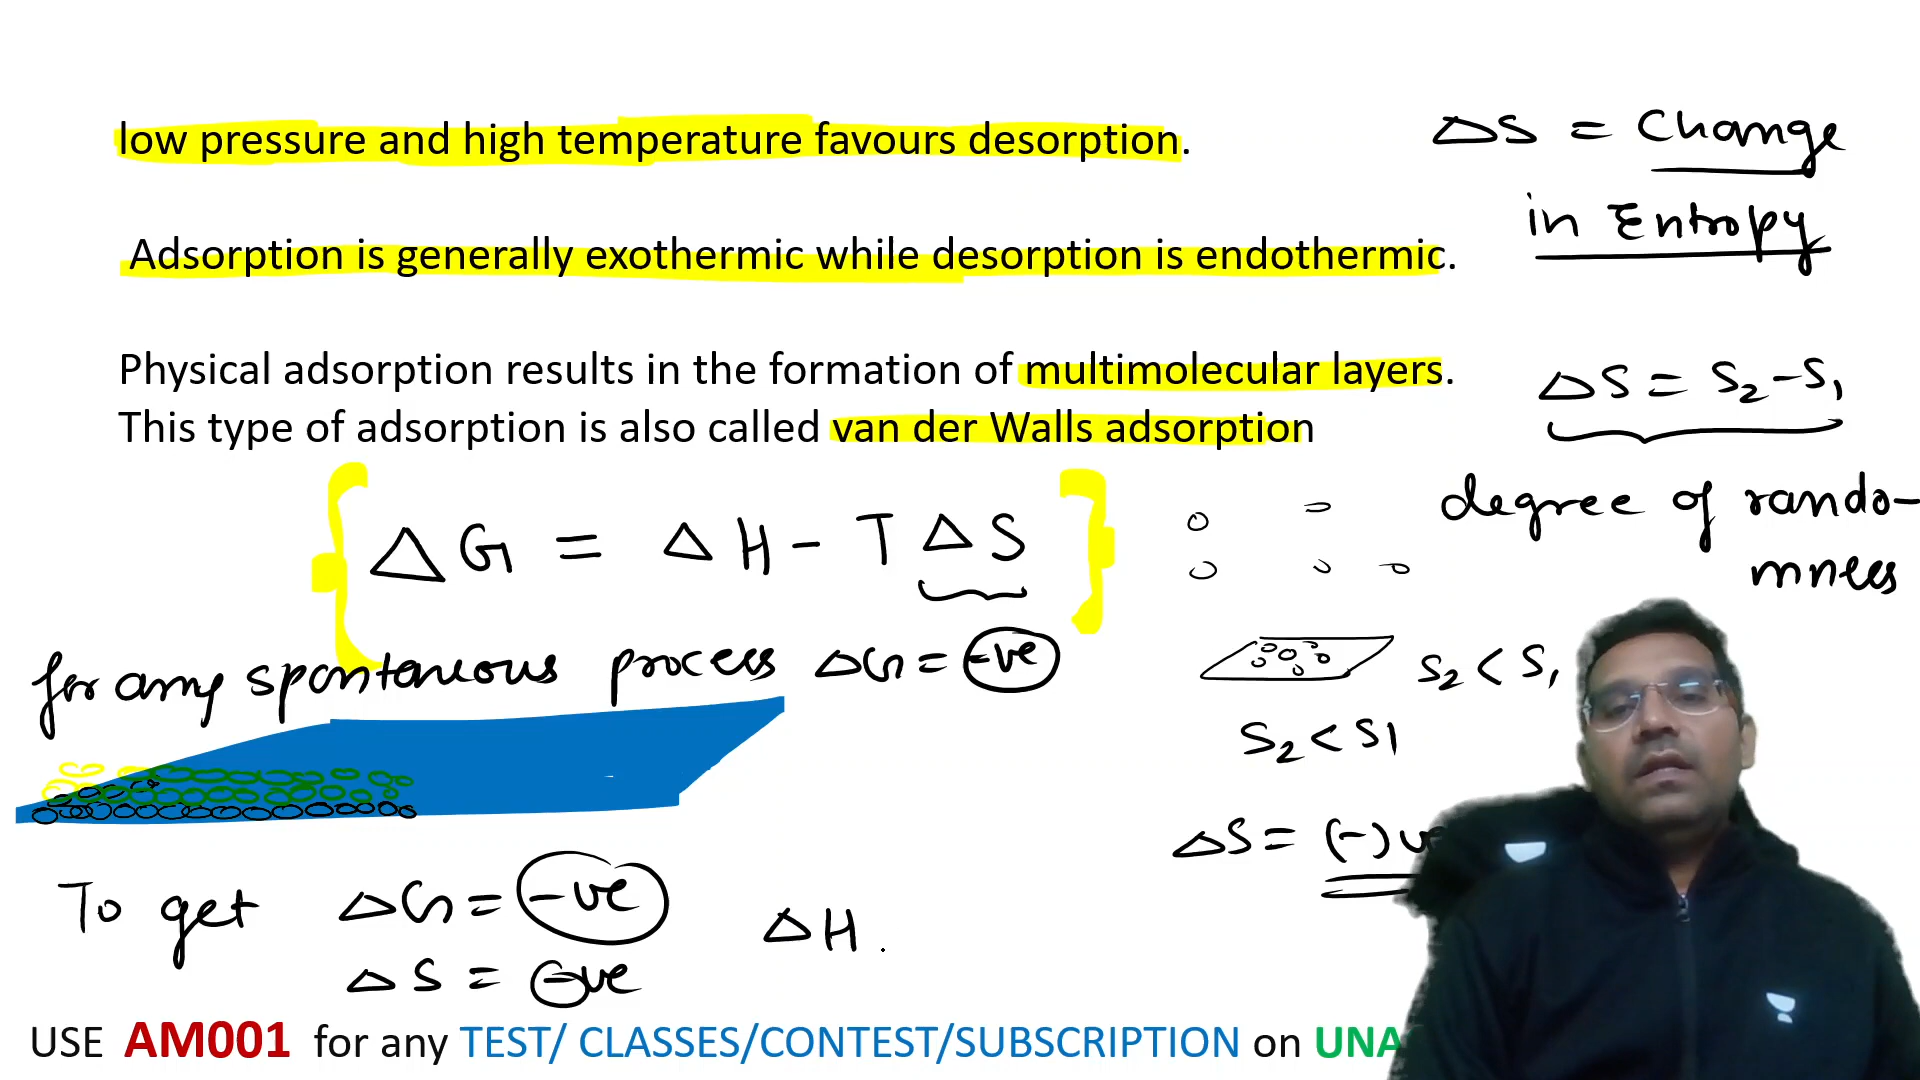 low pressure and high temperature favours desorption.
Adsorption is generally exothermic while desorption is endothermic.
Physical adsorption results in the formation of multimolecular layers.
This type of adsorption is also called van der Walls adsorption
ΔS = Change
in Entropy
ΔS = S₂ – S₁
degree of rando-
mness
ΔG = ΔH – TΔS
for any spontaneous process ΔG = -ve
S₂ < S₁
S₂ < S1
ΔS = (-)
To get ΔG = -ve
ΔH.
ΔS = -ve
USE AM001 for any TEST/ CLASSES/CONTEST/SUBSCRIPTION on